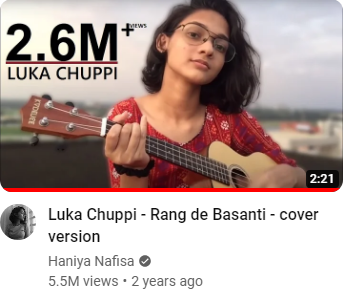 2.6M+
VIEWS
LUKA CHUPPI
2:21
Luka Chuppi - Rang de Basanti - cover
version
Haniya Nafisa
5.5M views • 2 years ago